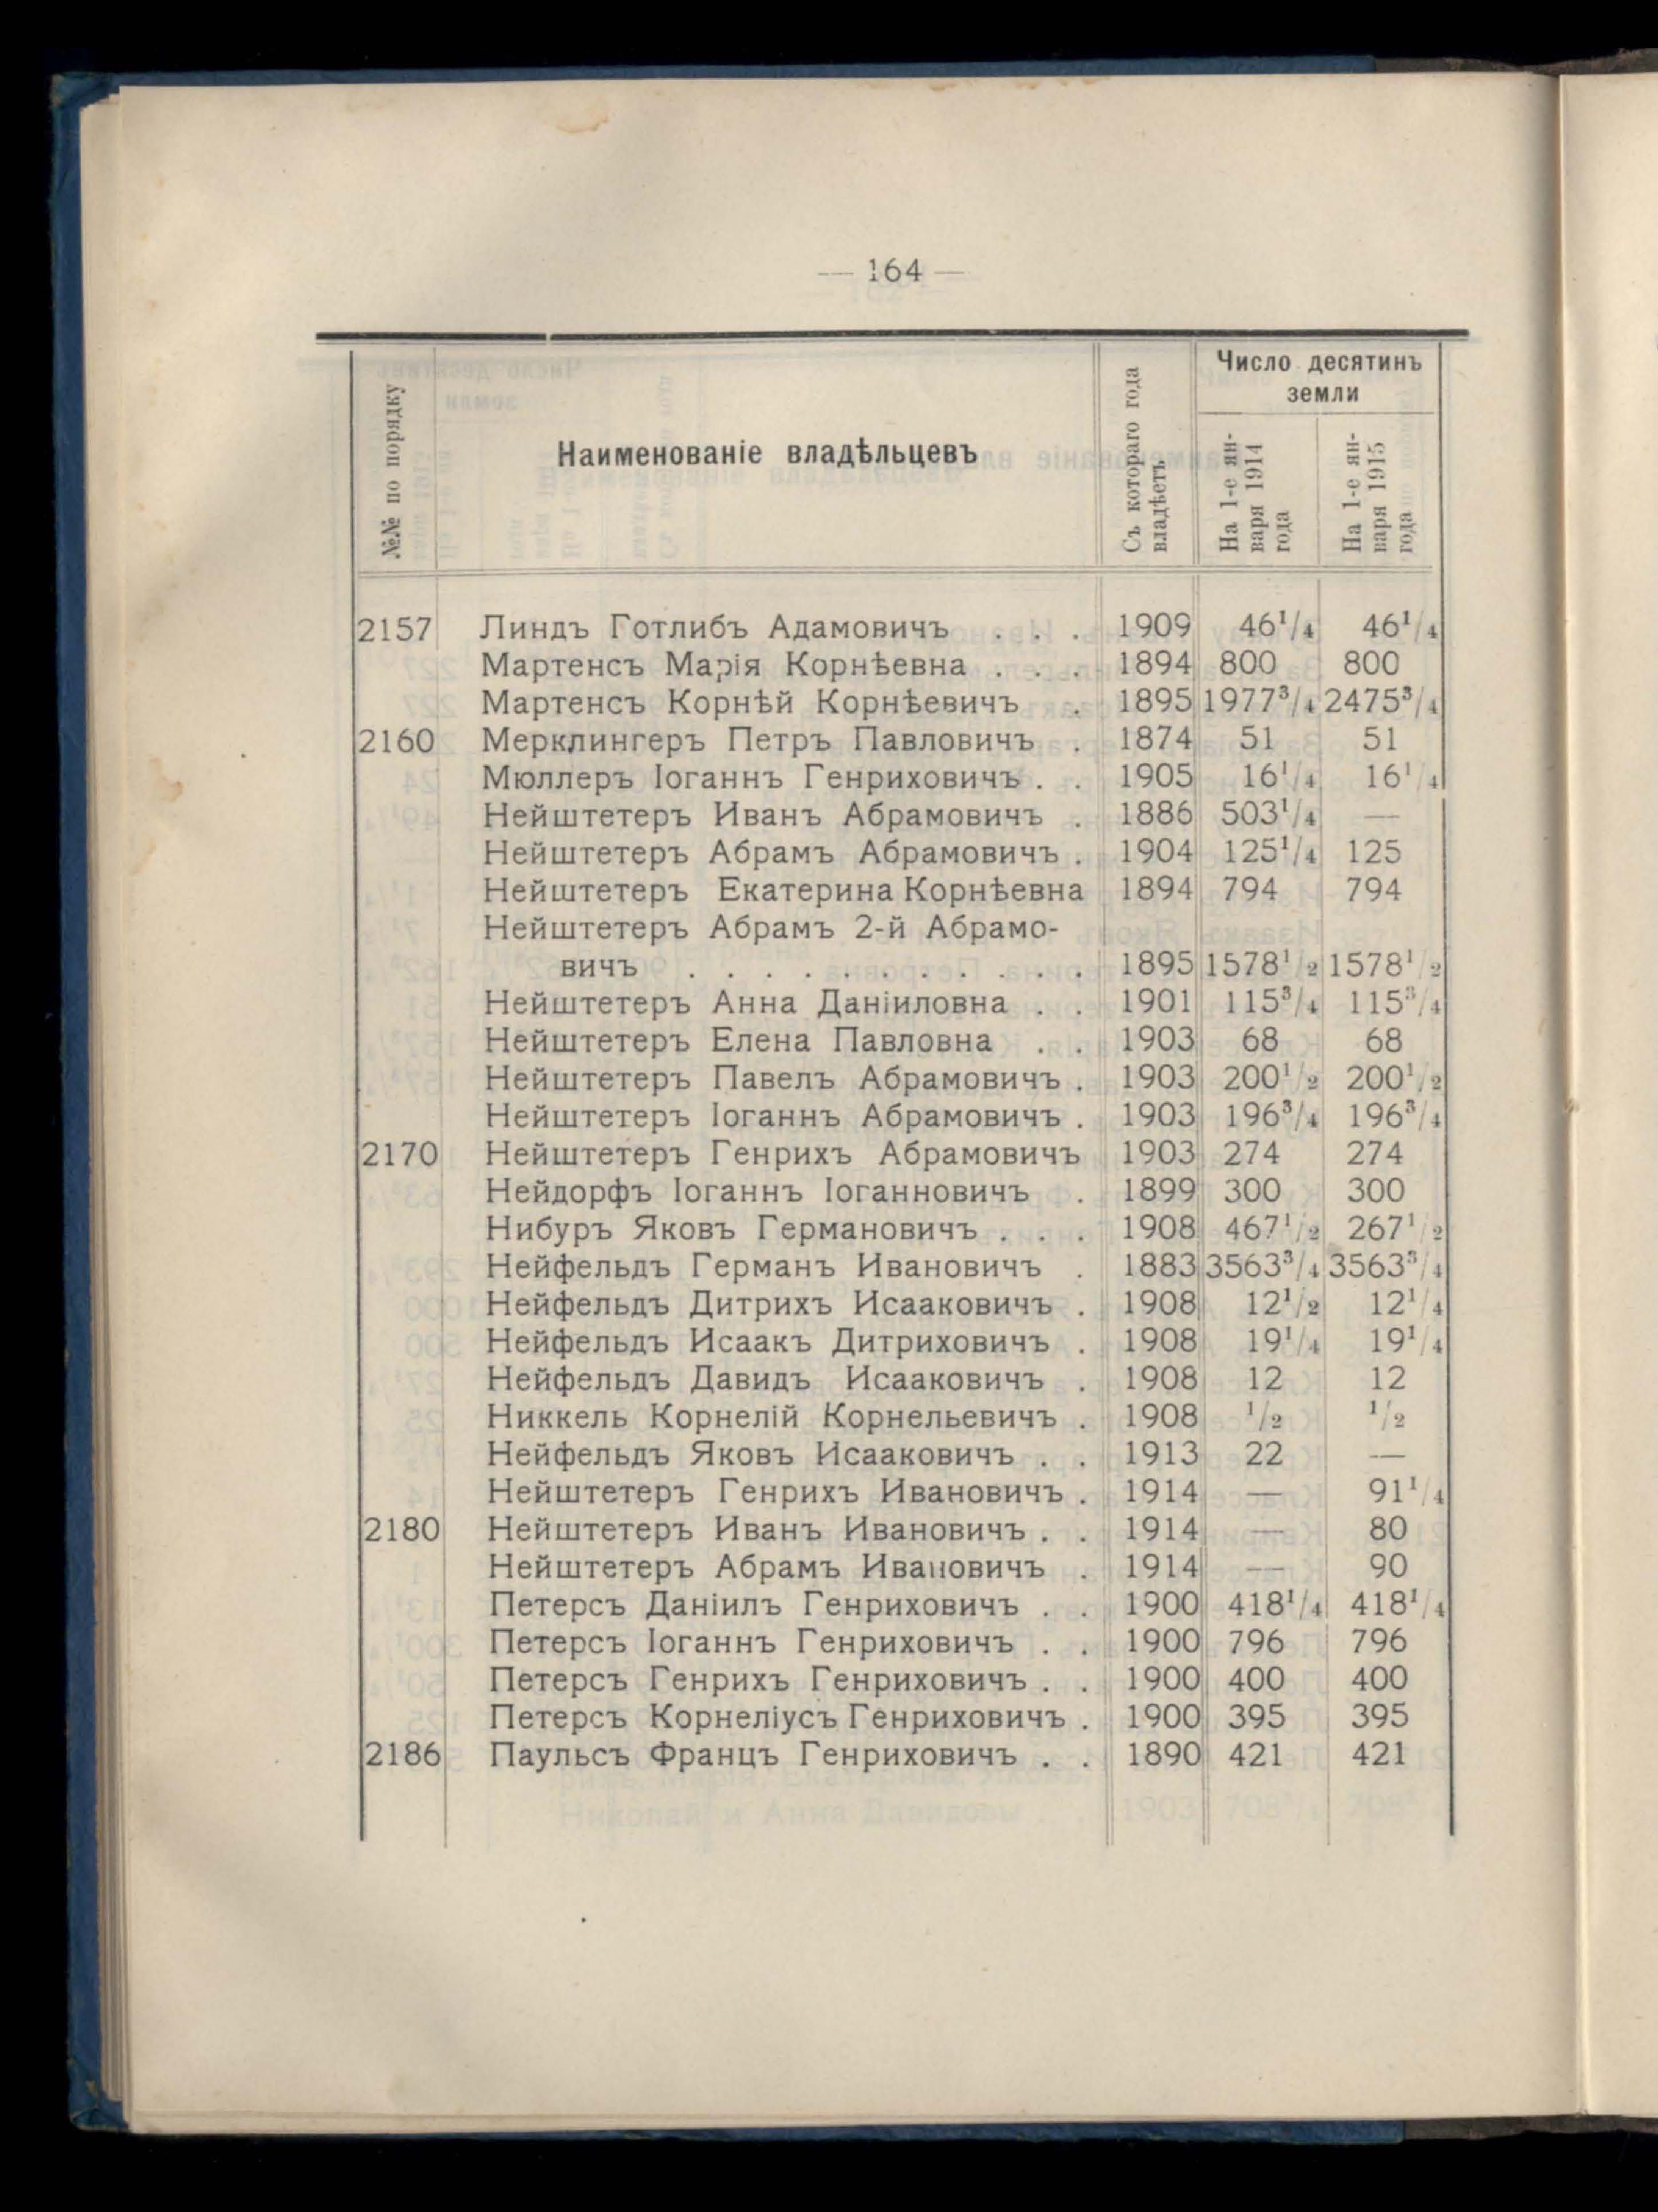 — 164 —
№№ по порядку
Наименованіе владѣльцевъ
Съ котораго года владѣетъ
Число десятинъ
земли
На 1-е ян-
варя 1914
года
На 1-е ян-
варя 1915
года
2157 Линдъ Готлибъ Адамовичъ . . . 1909 46¹/₄ 46¹/₄
Мартенсъ Марія Корнѣевна . . . 1894 800 800
Мартенсъ Корнѣй Корнѣевичъ . 1895 1977³/₄ 2475³/₄
2160 Мерклингеръ Петръ Павловичъ . 1874 51 51
Мюллеръ Іоганнъ Генриховичъ . . 1905 16¹/₄ 16¹/₄
Нейштетеръ Иванъ Абрамовичъ . 1886 503¹/₄ —
Нейштетеръ Абрамъ Абрамовичъ . 1904 125¹/₄ 125
Нейштетеръ Екатерина Корнѣевна 1894 794 794
Нейштетеръ Абрамъ 2-й Абрамо-
вичъ . . . . . . . . . . . 1895 1578¹/₂ 1578¹/₂
Нейштетеръ Анна Даніиловна . . 1901 115³/₄ 115³/₄
Нейштетеръ Елена Павловна . . 1903 68 68
Нейштетеръ Павелъ Абрамовичъ . 1903 200¹/₂ 200¹/₂
Нейштетеръ Іоганнъ Абрамовичъ . 1903 196³/₄ 196³/₄
2170 Нейштетеръ Генрихъ Абрамовичъ 1903 274 274
Нейдорфъ Іоганнъ Іоганновичъ . 1899 300 300
Нибуръ Яковъ Германовичъ . . . 1908 467¹/₂ 267¹/₂
Нейфельдъ Германъ Ивановичъ . 1883 3563³/₄ 3563³/₄
Нейфельдъ Дитрихъ Исааковичъ . 1908 12¹/₂ 12¹/₄
Нейфельдъ Исаакъ Дитриховичъ . 1908 19¹/₄ 19¹/₄
Нейфельдъ Давидъ Исааковичъ . 1908 12 12
Никкель Корнелій Корнельевичъ . 1908 ¹/₂ ¹/₂
Нейфельдъ Яковъ Исааковичъ . . 1913 22 —
Нейштетеръ Генрихъ Ивановичъ . 1914 — 91¹/₄
2180 Нейштетеръ Иванъ Ивановичъ . . 1914 — 80
Нейштетеръ Абрамъ Ивановичъ . 1914 — 90
Петерсъ Даніилъ Генриховичъ . . 1900 418¹/₄ 418¹/₄
Петерсъ Іоганнъ Генриховичъ . . 1900 796 796
Петерсъ Генрихъ Генриховичъ . . 1900 400 400
Петерсъ Корнеліусъ Генриховичъ . 1900 395 395
2186 Паульсъ Францъ Генриховичъ . . 1890 421 421